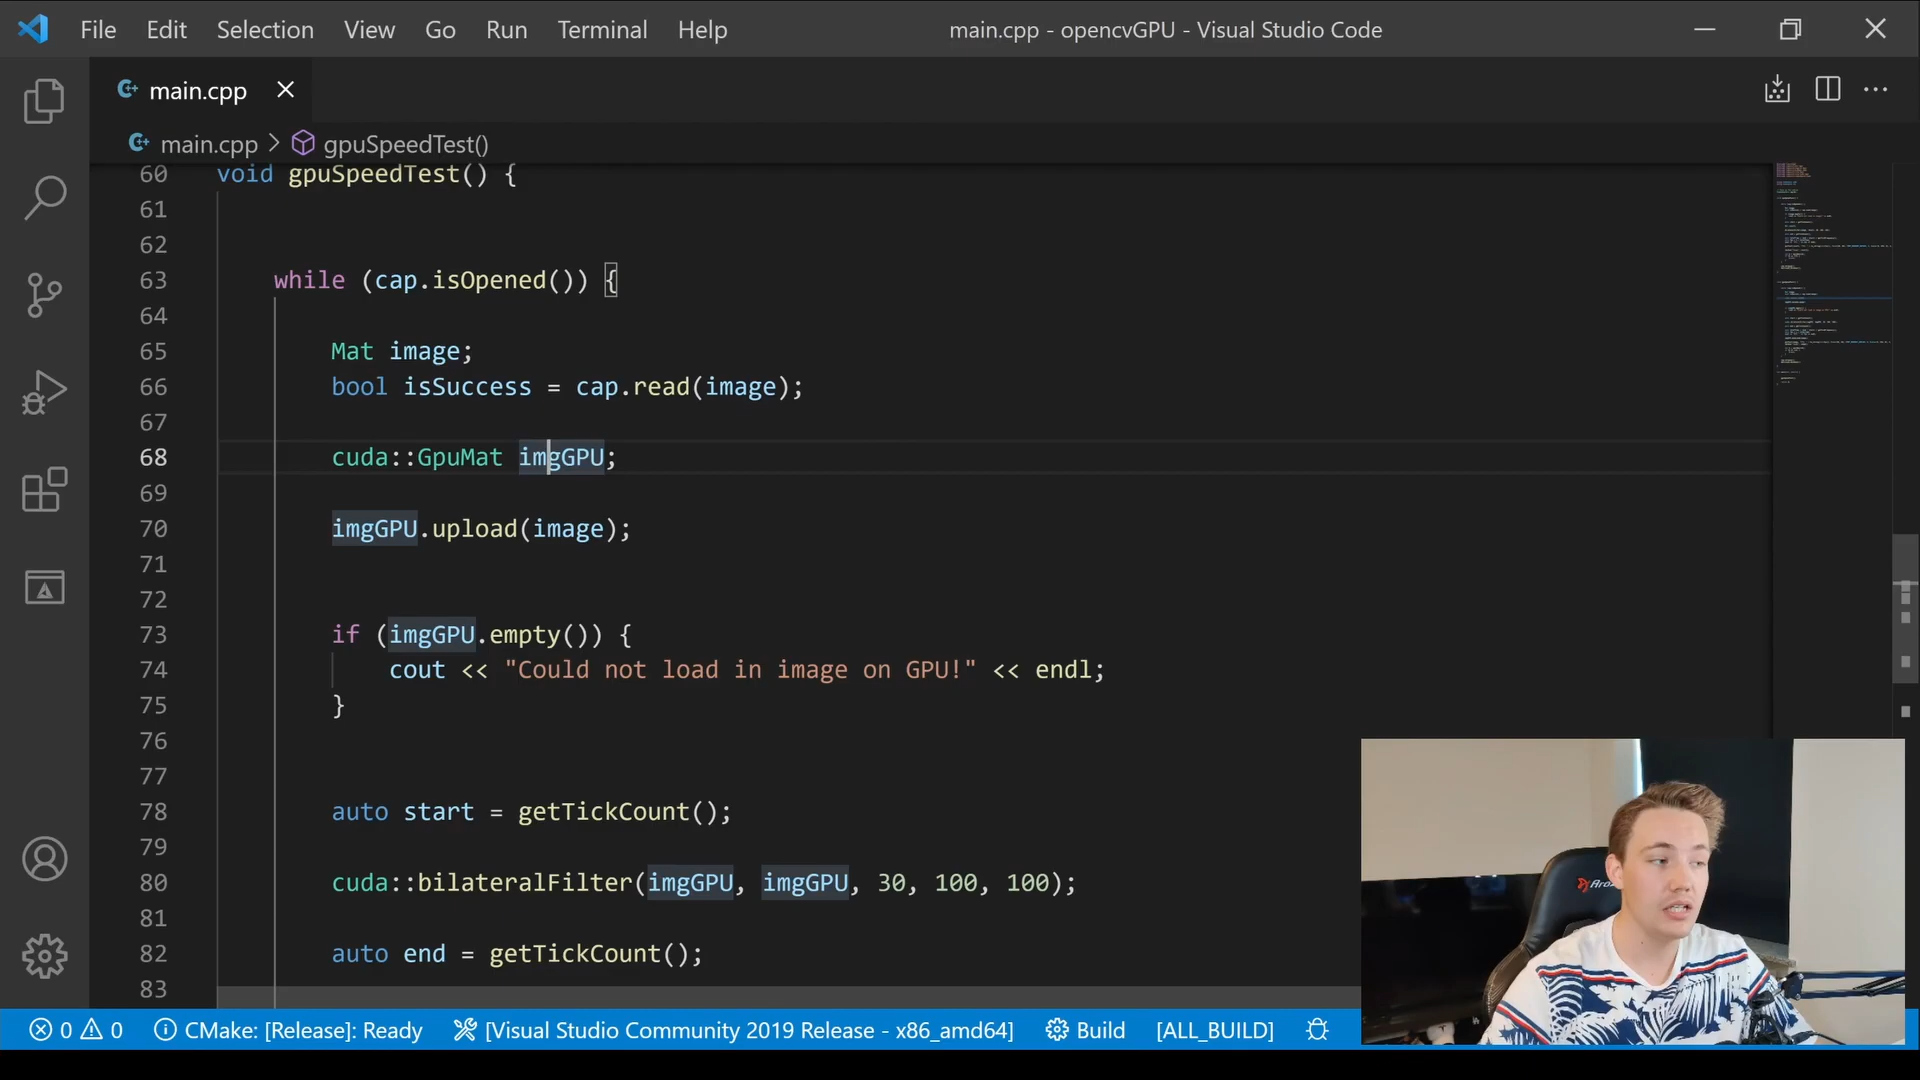 File Edit Selection View Go Run Terminal Help main.cpp - opencvGPU - Visual Studio Code
main.cpp
main.cpp > gpuSpeedTest()
60 void gpuSpeedTest() {
61
62
63 while (cap.isOpened()) {
64
65 Mat image;
66 bool isSuccess = cap.read(image);
67
68 cuda::GpuMat imgGPU;
69
70 imgGPU.upload(image);
71
72
73 if (imgGPU.empty()) {
74 cout << "Could not load in image on GPU!" << endl;
75 }
76
77
78 auto start = getTickCount();
79
80 cuda::bilateralFilter(imgGPU, imgGPU, 30, 100, 100);
81
82 auto end = getTickCount();
83
0 0 CMake: [Release]: Ready [Visual Studio Community 2019 Release - x86_amd64] Build [ALL_BUILD]